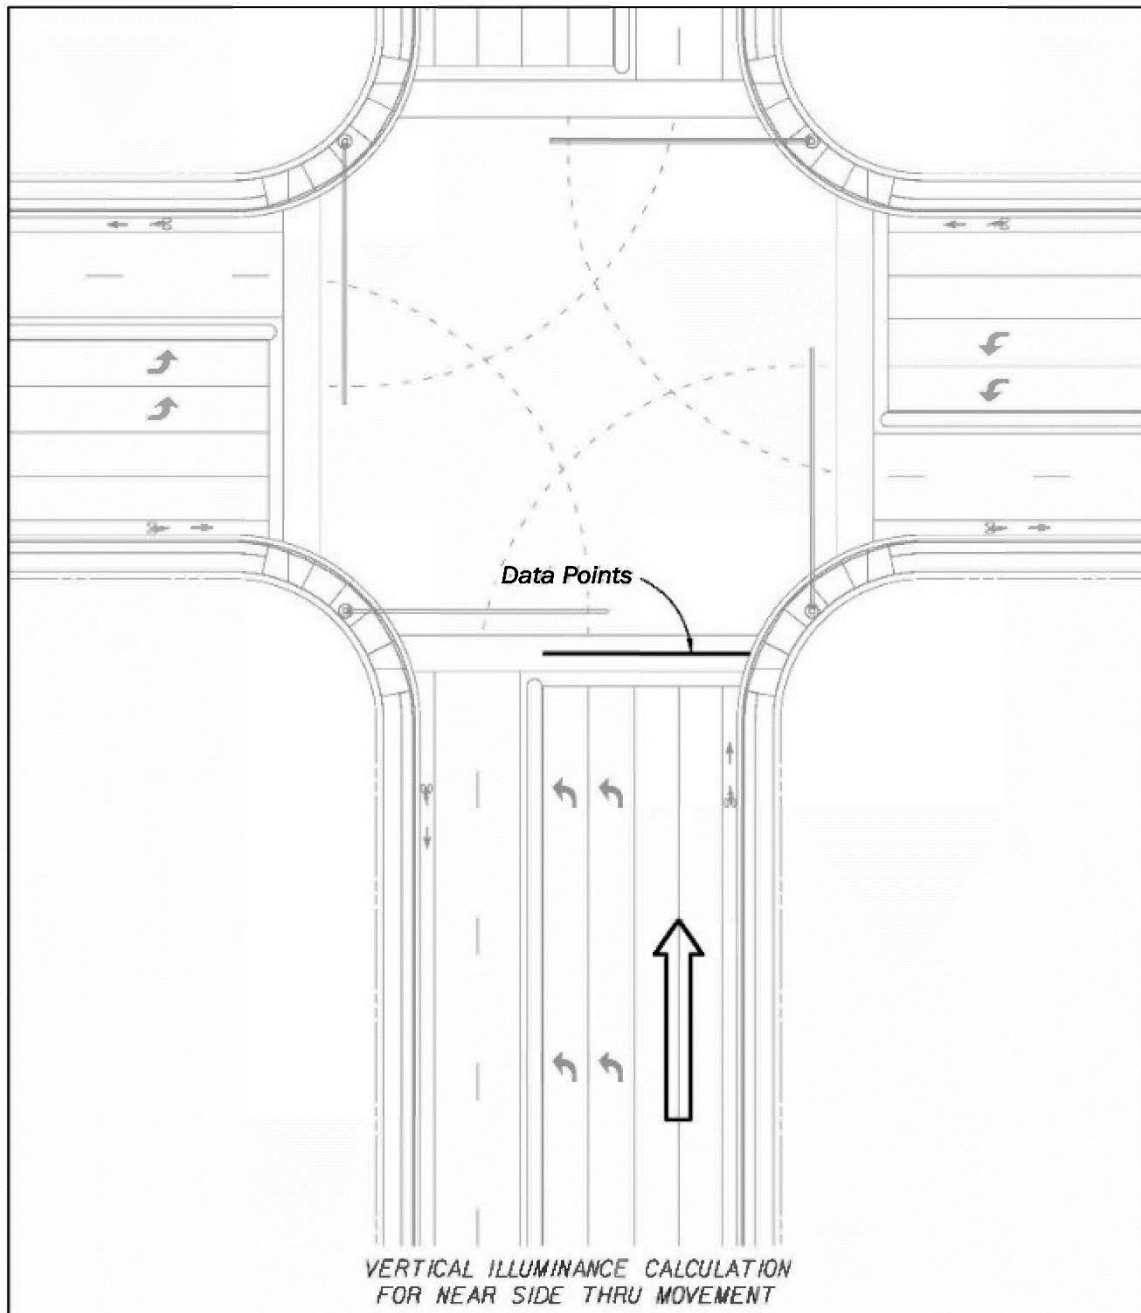 Data Points
VERTICAL ILLUMINANCE CALCULATION
FOR NEAR SIDE THRU MOVEMENT